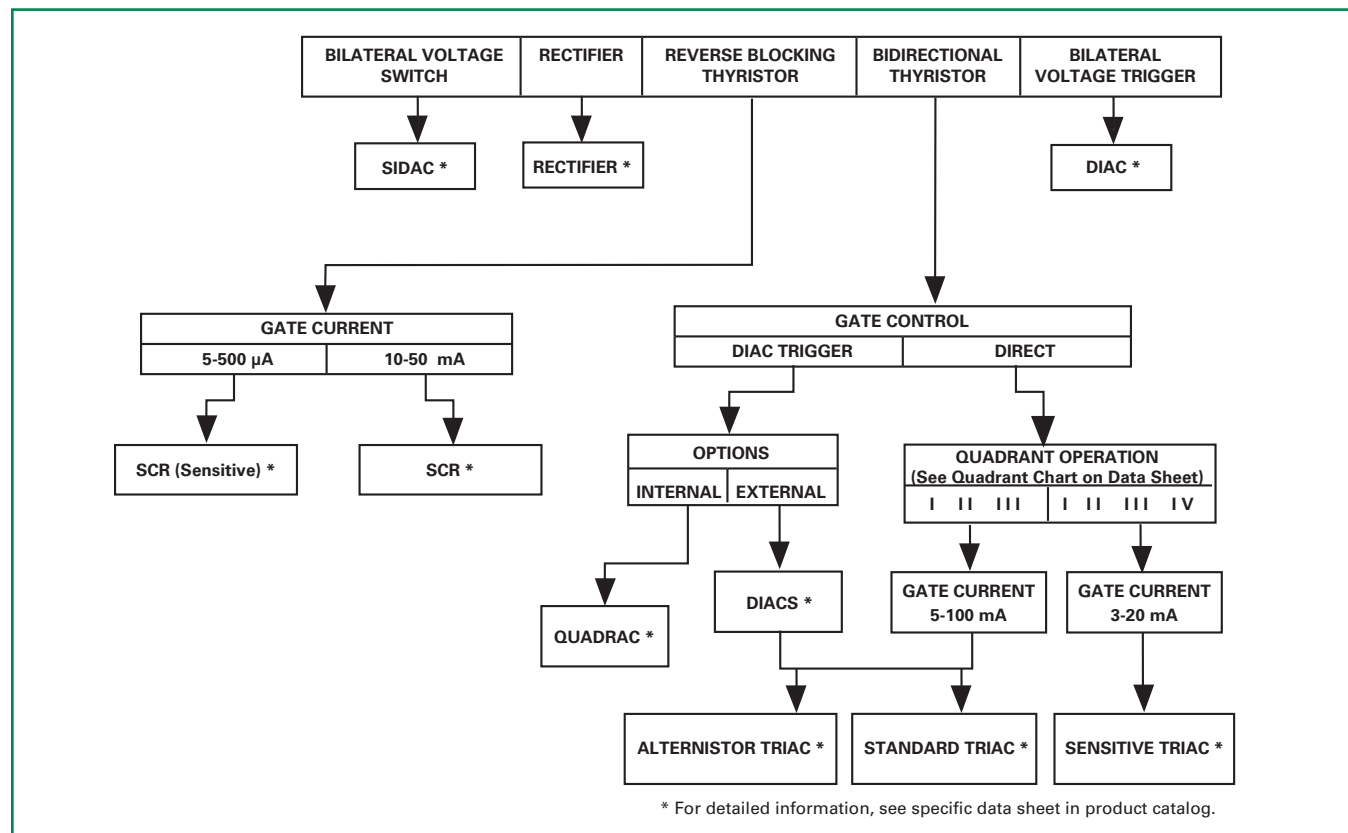 BILATERAL VOLTAGE
SWITCH
RECTIFIER
REVERSE BLOCKING
THYRISTOR
BIDIRECTIONAL
THYRISTOR
BILATERAL
VOLTAGE TRIGGER
SIDAC *
RECTIFIER *
DIAC *
GATE CURRENT
5-500 µA
10-50 mA
GATE CONTROL
DIAC TRIGGER
DIRECT
SCR (Sensitive) *
SCR *
OPTIONS
INTERNAL
EXTERNAL
QUADRANT OPERATION
(See Quadrant Chart on Data Sheet)
I II III
I II III IV
QUADRAC *
DIACS *
GATE CURRENT
5-100 mA
GATE CURRENT
3-20 mA
ALTERNISTOR TRIAC *
STANDARD TRIAC *
SENSITIVE TRIAC *
* For detailed information, see specific data sheet in product catalog.